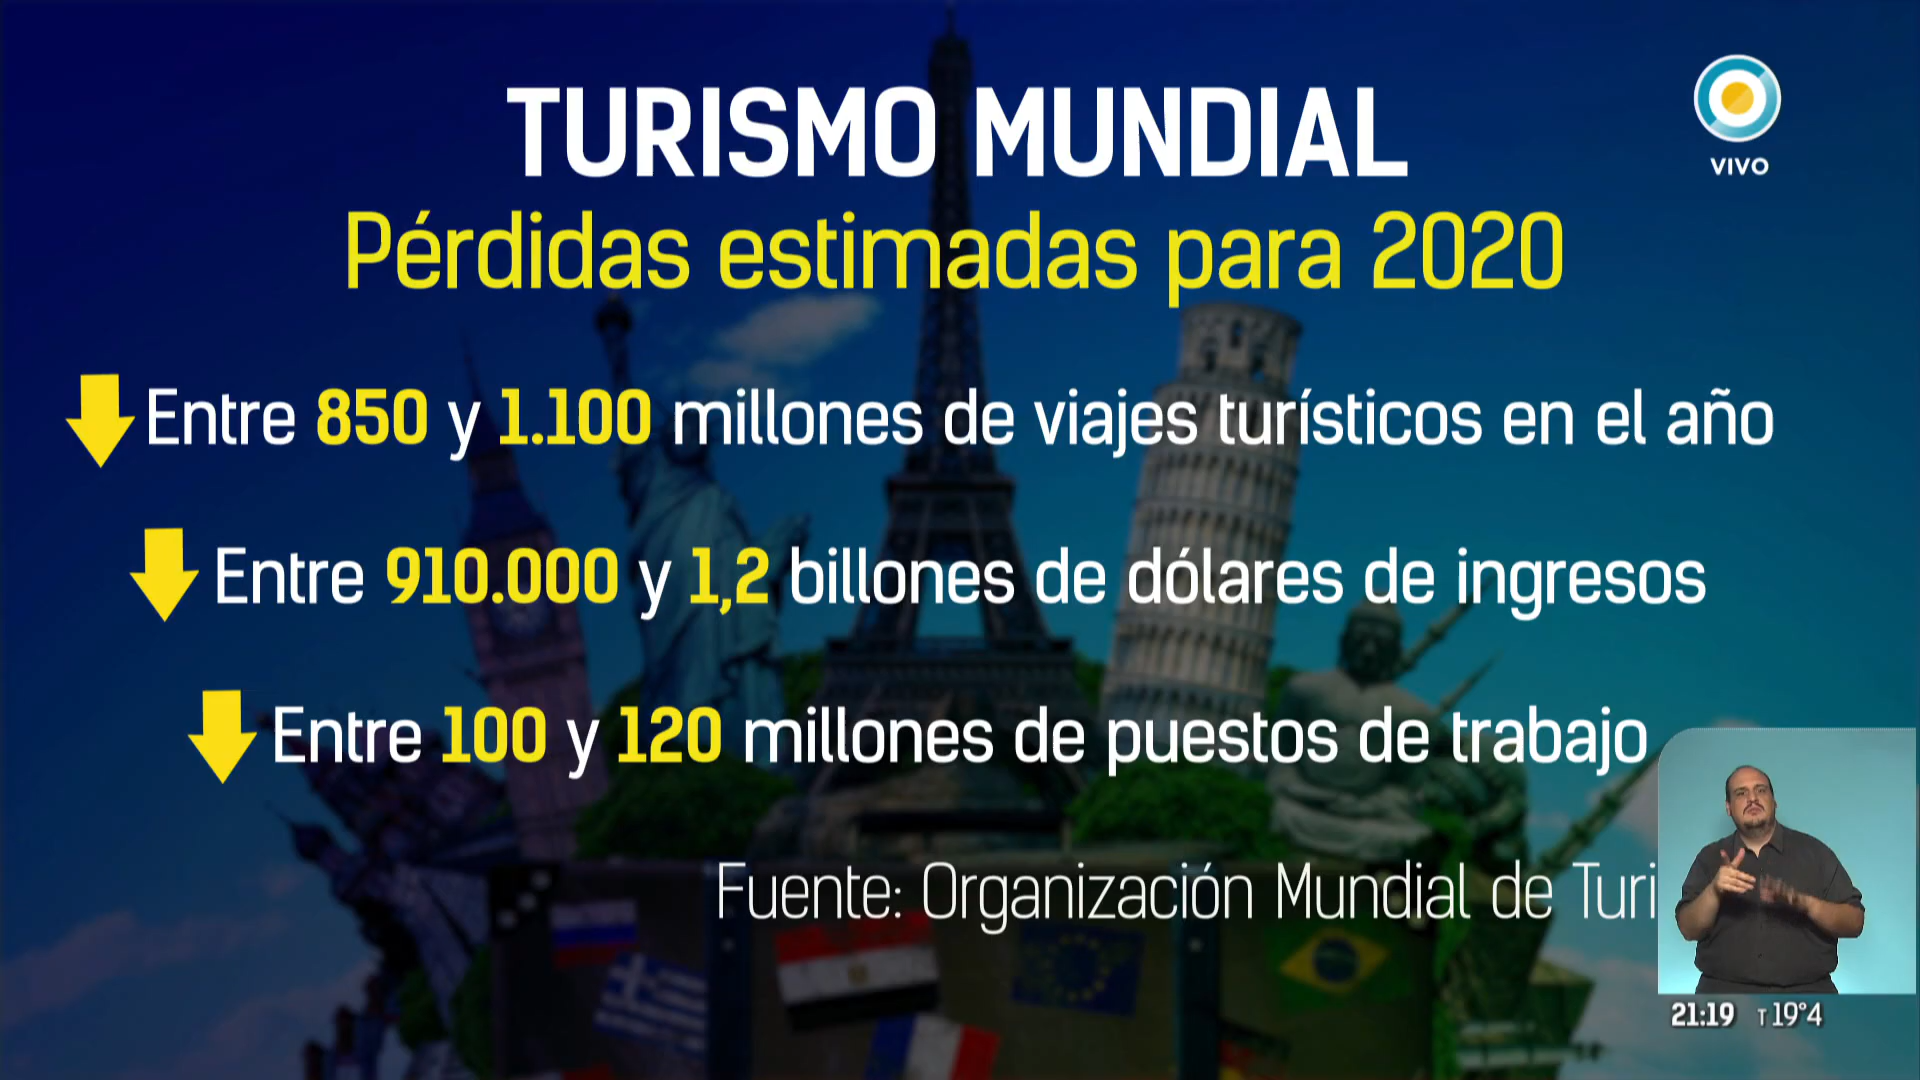 TURISMO MUNDIAL
VIVO
Pérdidas estimadas para 2020
Entre 850 y 1.100 millones de viajes turísticos en el año
Entre 910.000 y 1,2 billones de dólares de ingresos
Entre 100 y 120 millones de puestos de trabajo
Fuente: Organización Mundial de Turi
21:19 T 19°4